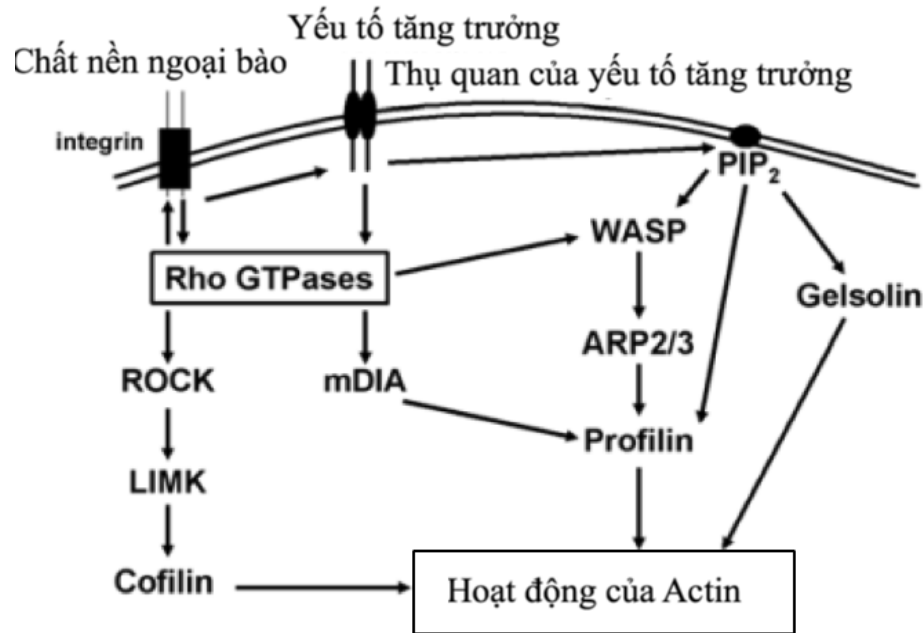 Yếu tố tăng trưởng
Chất nền ngoại bào
Thụ quan của yếu tố tăng trưởng
integrin
PIP2
WASP
Rho GTPases
Gelsolin
ARP2/3
ROCK
mDIA
Profilin
LIMK
Cofilin
Hoạt động của Actin